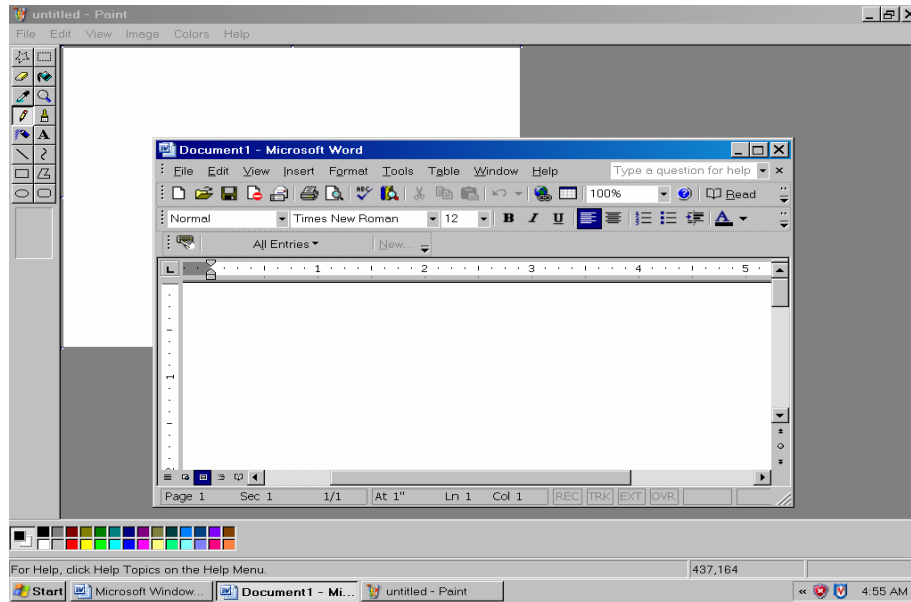 untitled - Paint
File Edit View Image Colors Help
A
Document1 - Microsoft Word
File Edit View Insert Format Tools Table Window Help Type a question for help
100% Read
Normal Times New Roman 12 B I U A
All Entries New...
L 1 2 3 4 5
1
Page 1 Sec 1 1/1 At 1" Ln 1 Col 1 REC TRK EXT OVR
For Help, click Help Topics on the Help Menu. 437,164
Start Microsoft Window... Document1 - Mi... untitled - Paint « 4:55 AM